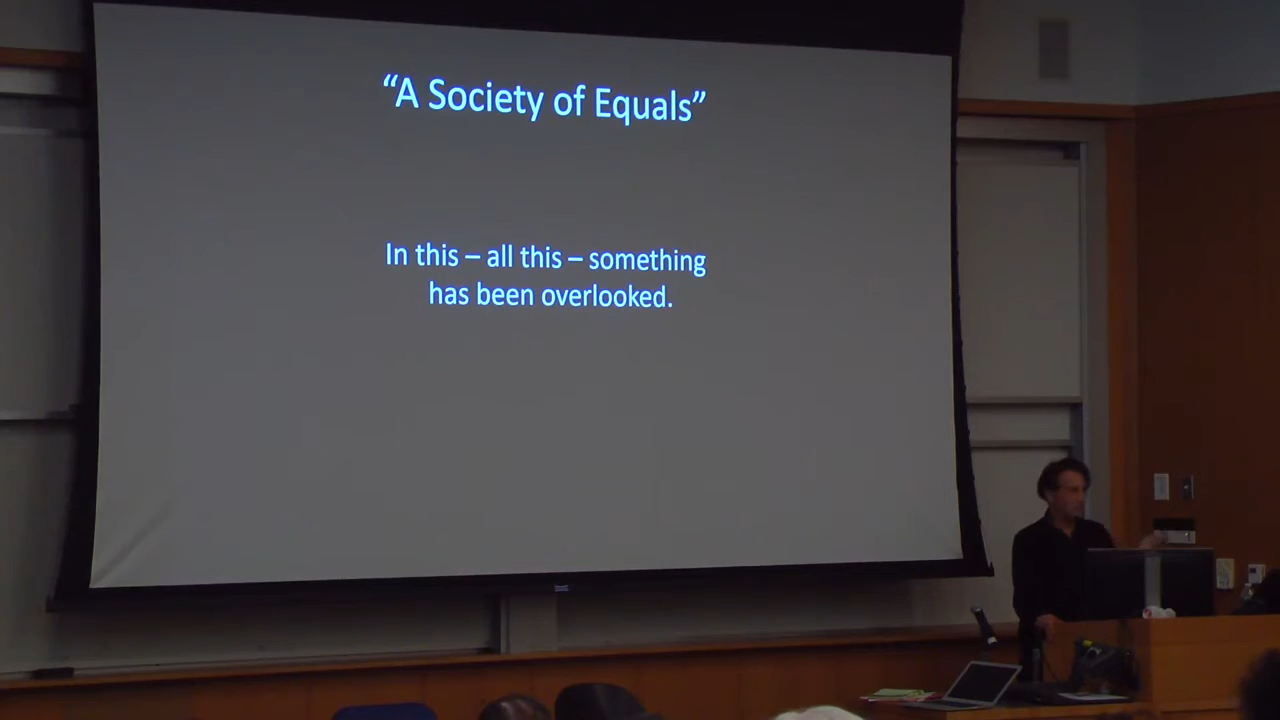 “A Society of Equals”
In this – all this – something
has been overlooked.